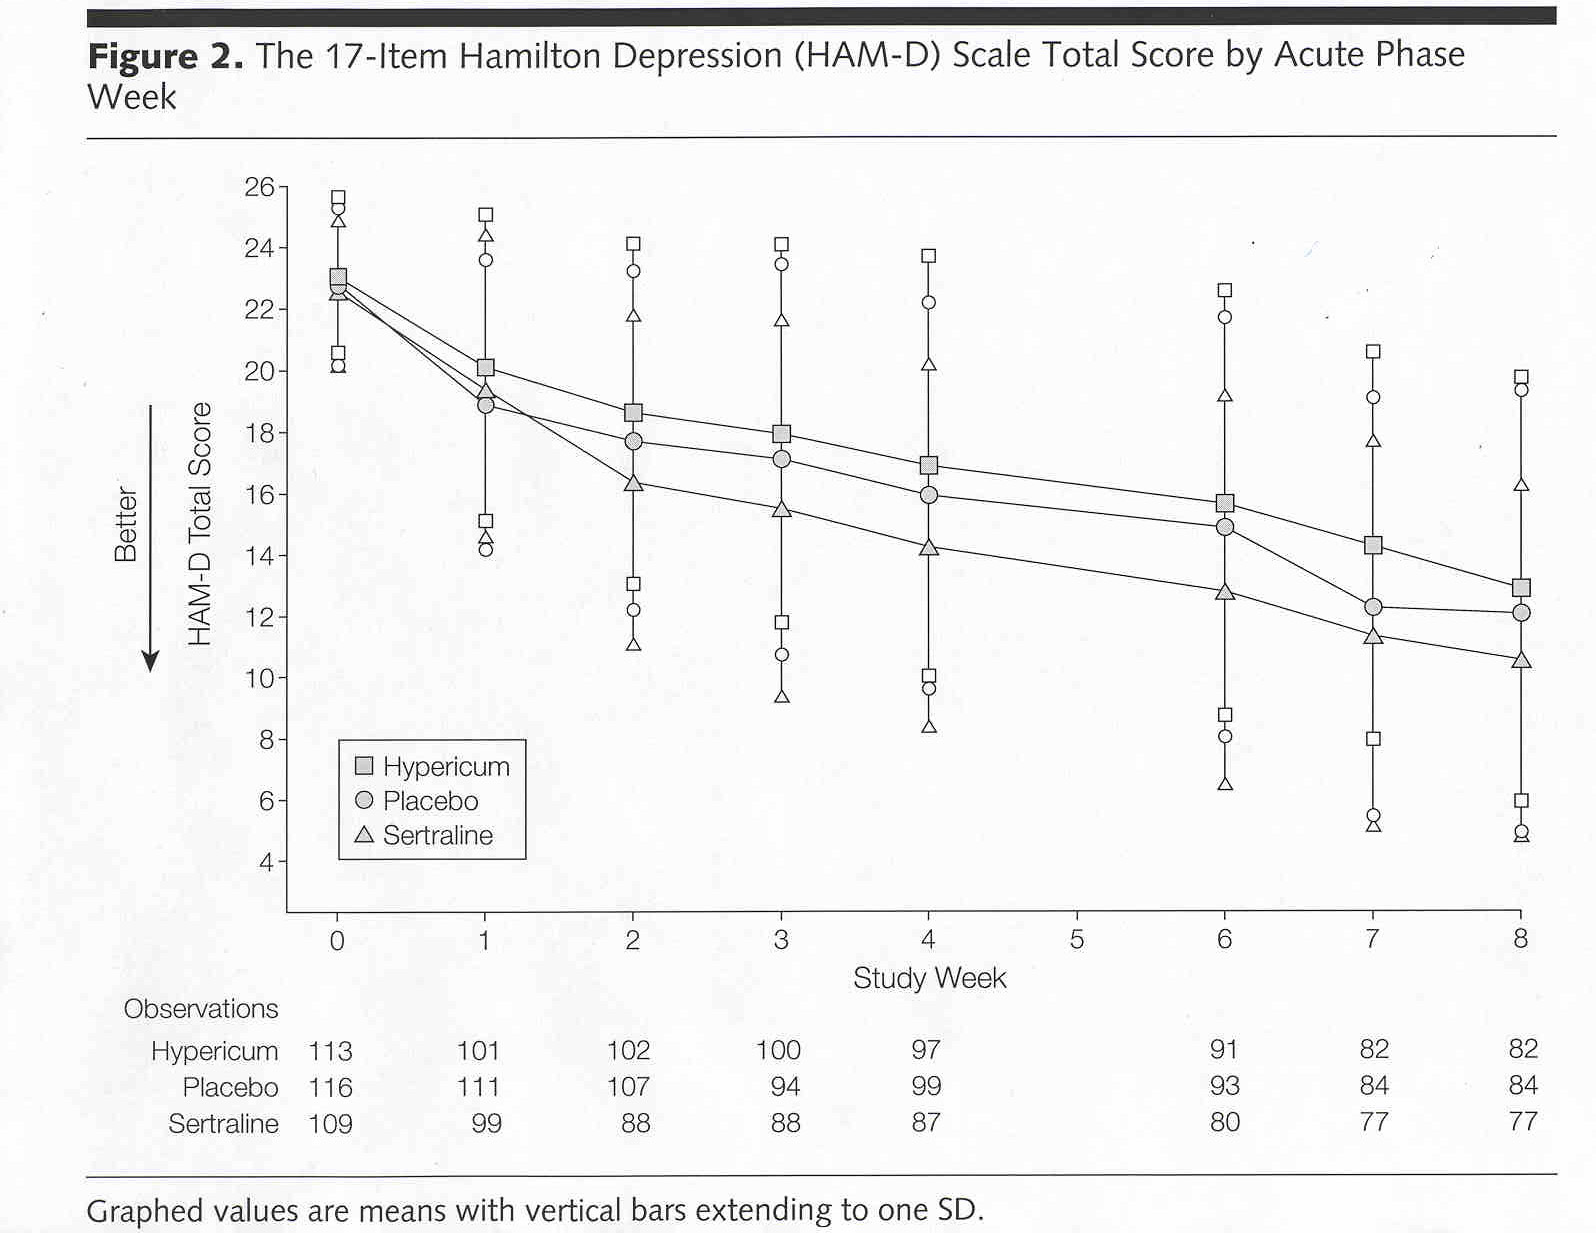 Figure 2. The 17-Item Hamilton Depression (HAM-D) Scale Total Score by Acute Phase
Week
26
24
22
20
18
16
14
12
10
8
6
4
HAM-D Total Score
Better
Hypericum
Placebo
Sertraline
0 1 2 3 4 5 6 7 8
Study Week
Observations
Hypericum 113 101 102 100 97 91 82 82
Placebo 116 111 107 94 99 93 84 84
Sertraline 109 99 88 88 87 80 77 77
Graphed values are means with vertical bars extending to one SD.